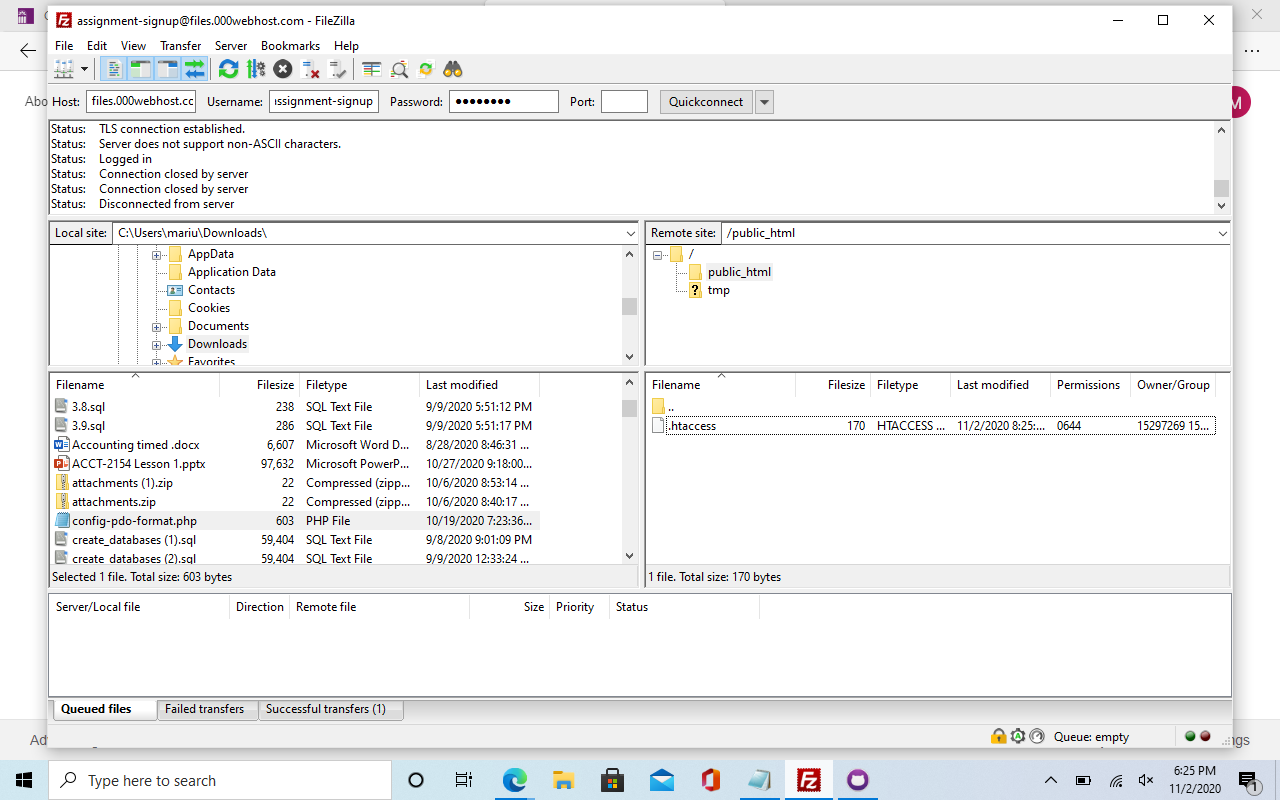 assignment-signup@files.000webhost.com - FileZilla
File Edit View Transfer Server Bookmarks Help
Abo
Host: files.000webhost.cc Username: assignment-signup Password: ●●●●●●●● Port: Quickconnect
M
Status: TLS connection established.
Status: Server does not support non-ASCII characters.
Status: Logged in
Status: Connection closed by server
Status: Connection closed by server
Status: Disconnected from server
Local site: C:\Users\mariu\Downloads\
AppData
Application Data
Contacts
Cookies
Documents
Downloads
Favorites
Remote site: /public_html
/
public_html
? tmp
Filename Filesize Filetype Last modified
3.8.sql 238 SQL Text File 9/9/2020 5:51:12 PM
3.9.sql 286 SQL Text File 9/9/2020 5:51:17 PM
Accounting timed .docx 6,607 Microsoft Word D... 8/28/2020 8:46:31 ...
ACCT-2154 Lesson 1.pptx 97,632 Microsoft PowerP... 10/27/2020 9:18:00...
attachments (1).zip 22 Compressed (zipp... 10/6/2020 8:53:14 ...
attachments.zip 22 Compressed (zipp... 10/6/2020 8:40:17 ...
config-pdo-format.php 603 PHP File 10/19/2020 7:23:36...
create_databases (1).sql 59,404 SQL Text File 9/8/2020 9:01:09 PM
create_databases (2).sql 59,404 SQL Text File 9/9/2020 12:33:24 ...
Selected 1 file. Total size: 603 bytes
Filename Filesize Filetype Last modified Permissions Owner/Group
..
.htaccess 170 HTACCESS ... 11/2/2020 8:25:... 0644 15297269 15...
1 file. Total size: 170 bytes
Server/Local file Direction Remote file Size Priority Status
Queued files Failed transfers Successful transfers (1)
Queue: empty
Ad
ngs
Type here to search
6:25 PM
11/2/2020
1